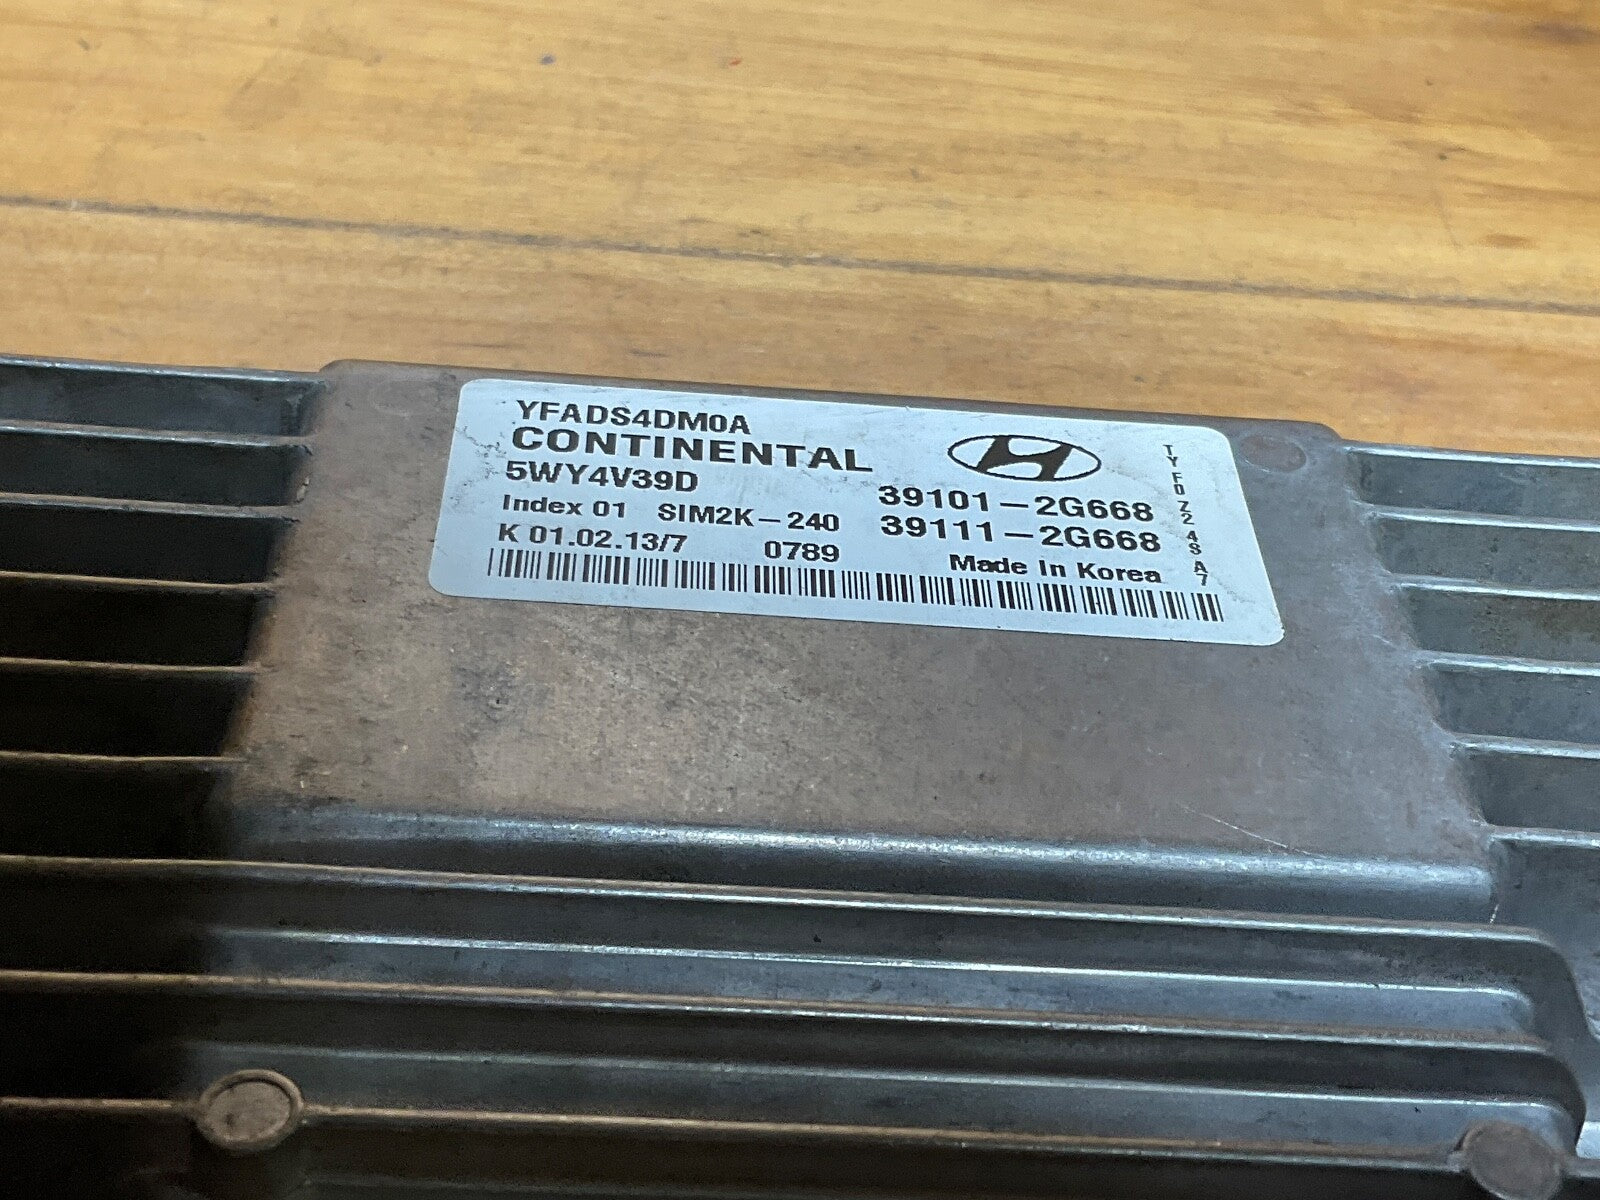 YFADS4DM0A
CONTINENTAL
5WY4V39D
Index 01 SIM2K-240
K 01.02.13/7 0789
39101-2G668
39111-2G668
Made In Korea
TYF0Z24SA7